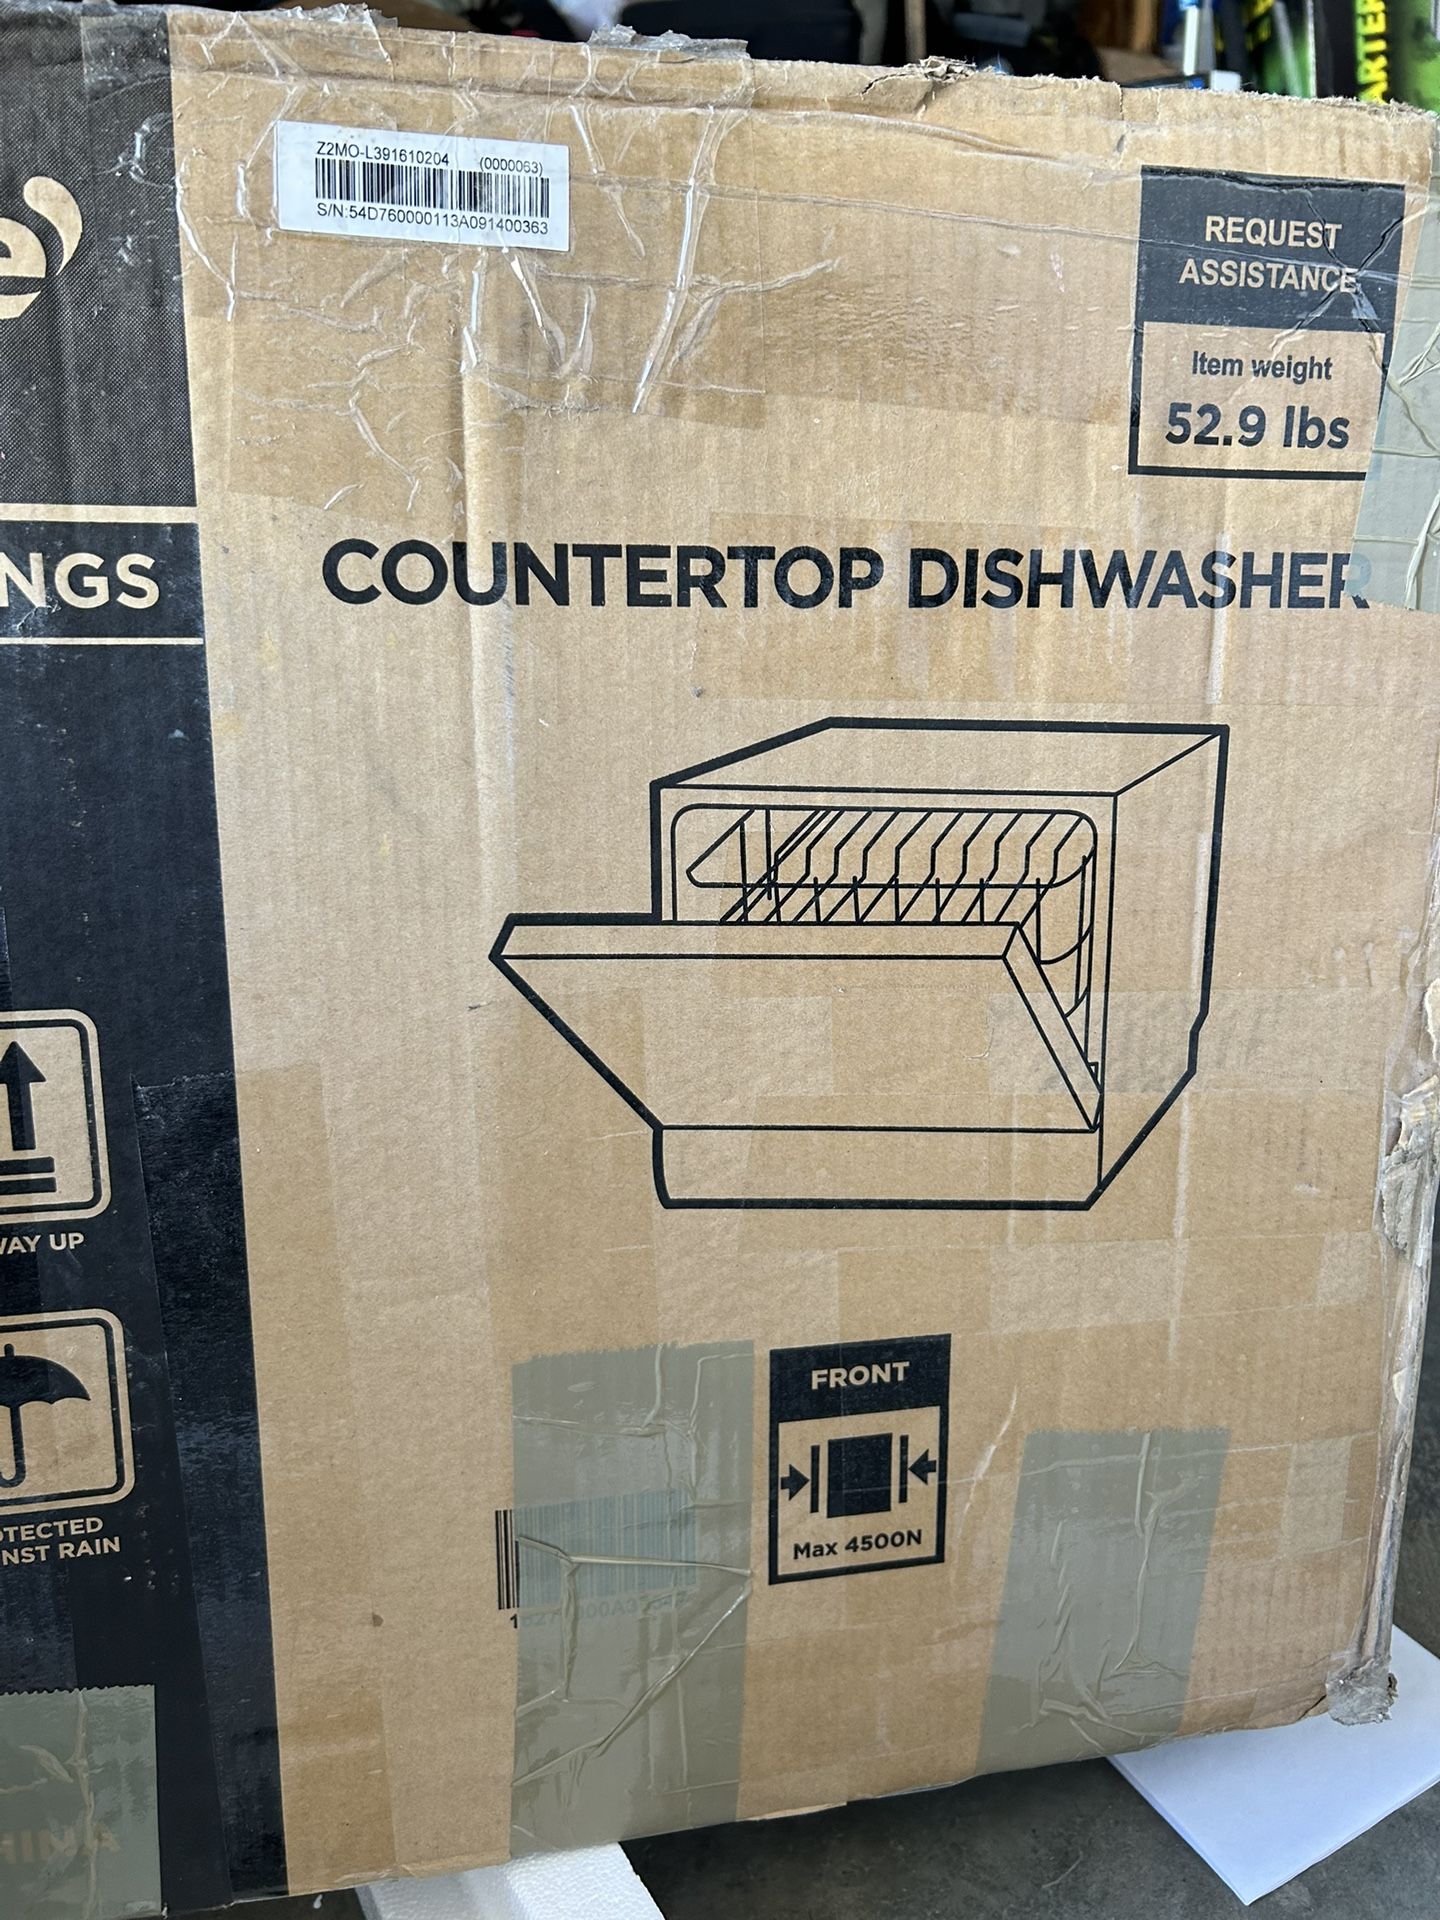 Z2MO-L391610204 (0000063)
S/N:54D760000113A091400363
REQUEST
ASSISTANCE
Item weight
52.9 lbs
e
NGS
COUNTERTOP DISHWASHER
WAY UP
FRONT
Max 4500N
OTECTED
NST RAIN
ARTER